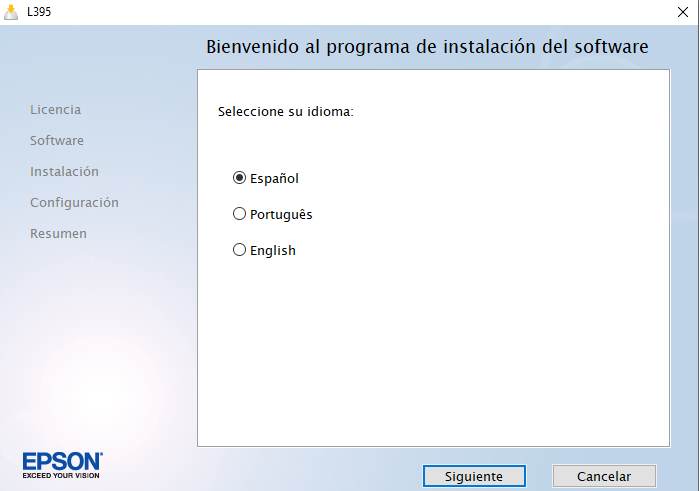 L395
Bienvenido al programa de instalación del software
Licencia
Software
Instalación
Configuración
Resumen
Seleccione su idioma:
Español
Português
English
EPSON
EXCEED YOUR VISION
Siguiente
Cancelar